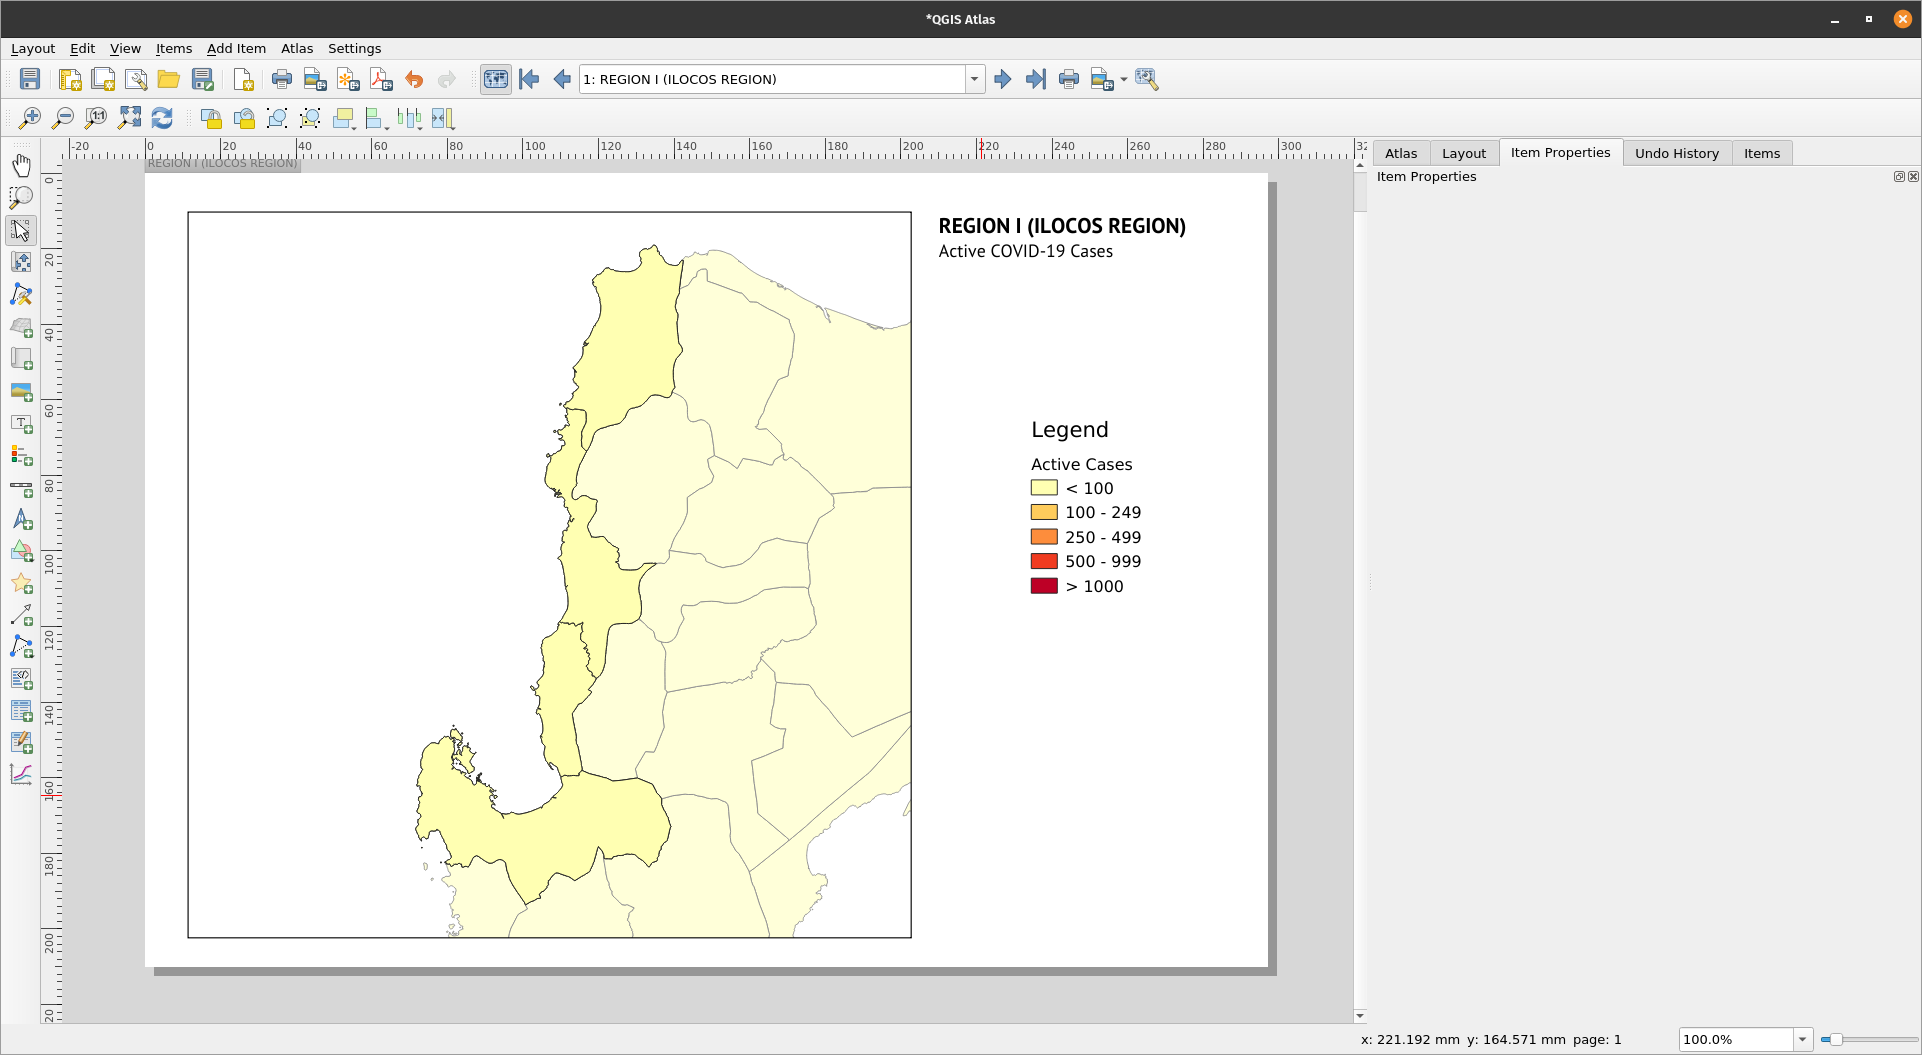 *QGIS Atlas
Layout Edit View Items Add Item Atlas Settings
1: REGION I (ILOCOS REGION)
1:1
-20 0 20 40 60 80 100 120 140 160 180 200 220 240 260 280 300 32
REGION I (ILOCOS REGION)
Atlas Layout Item Properties Undo History Items
Item Properties
0
20
40
60
80
100
120
140
160
180
200
20
REGION I (ILOCOS REGION)
Active COVID-19 Cases
Legend
Active Cases
< 100
100 - 249
250 - 499
500 - 999
> 1000
x: 221.192 mm y: 164.571 mm page: 1
100.0%